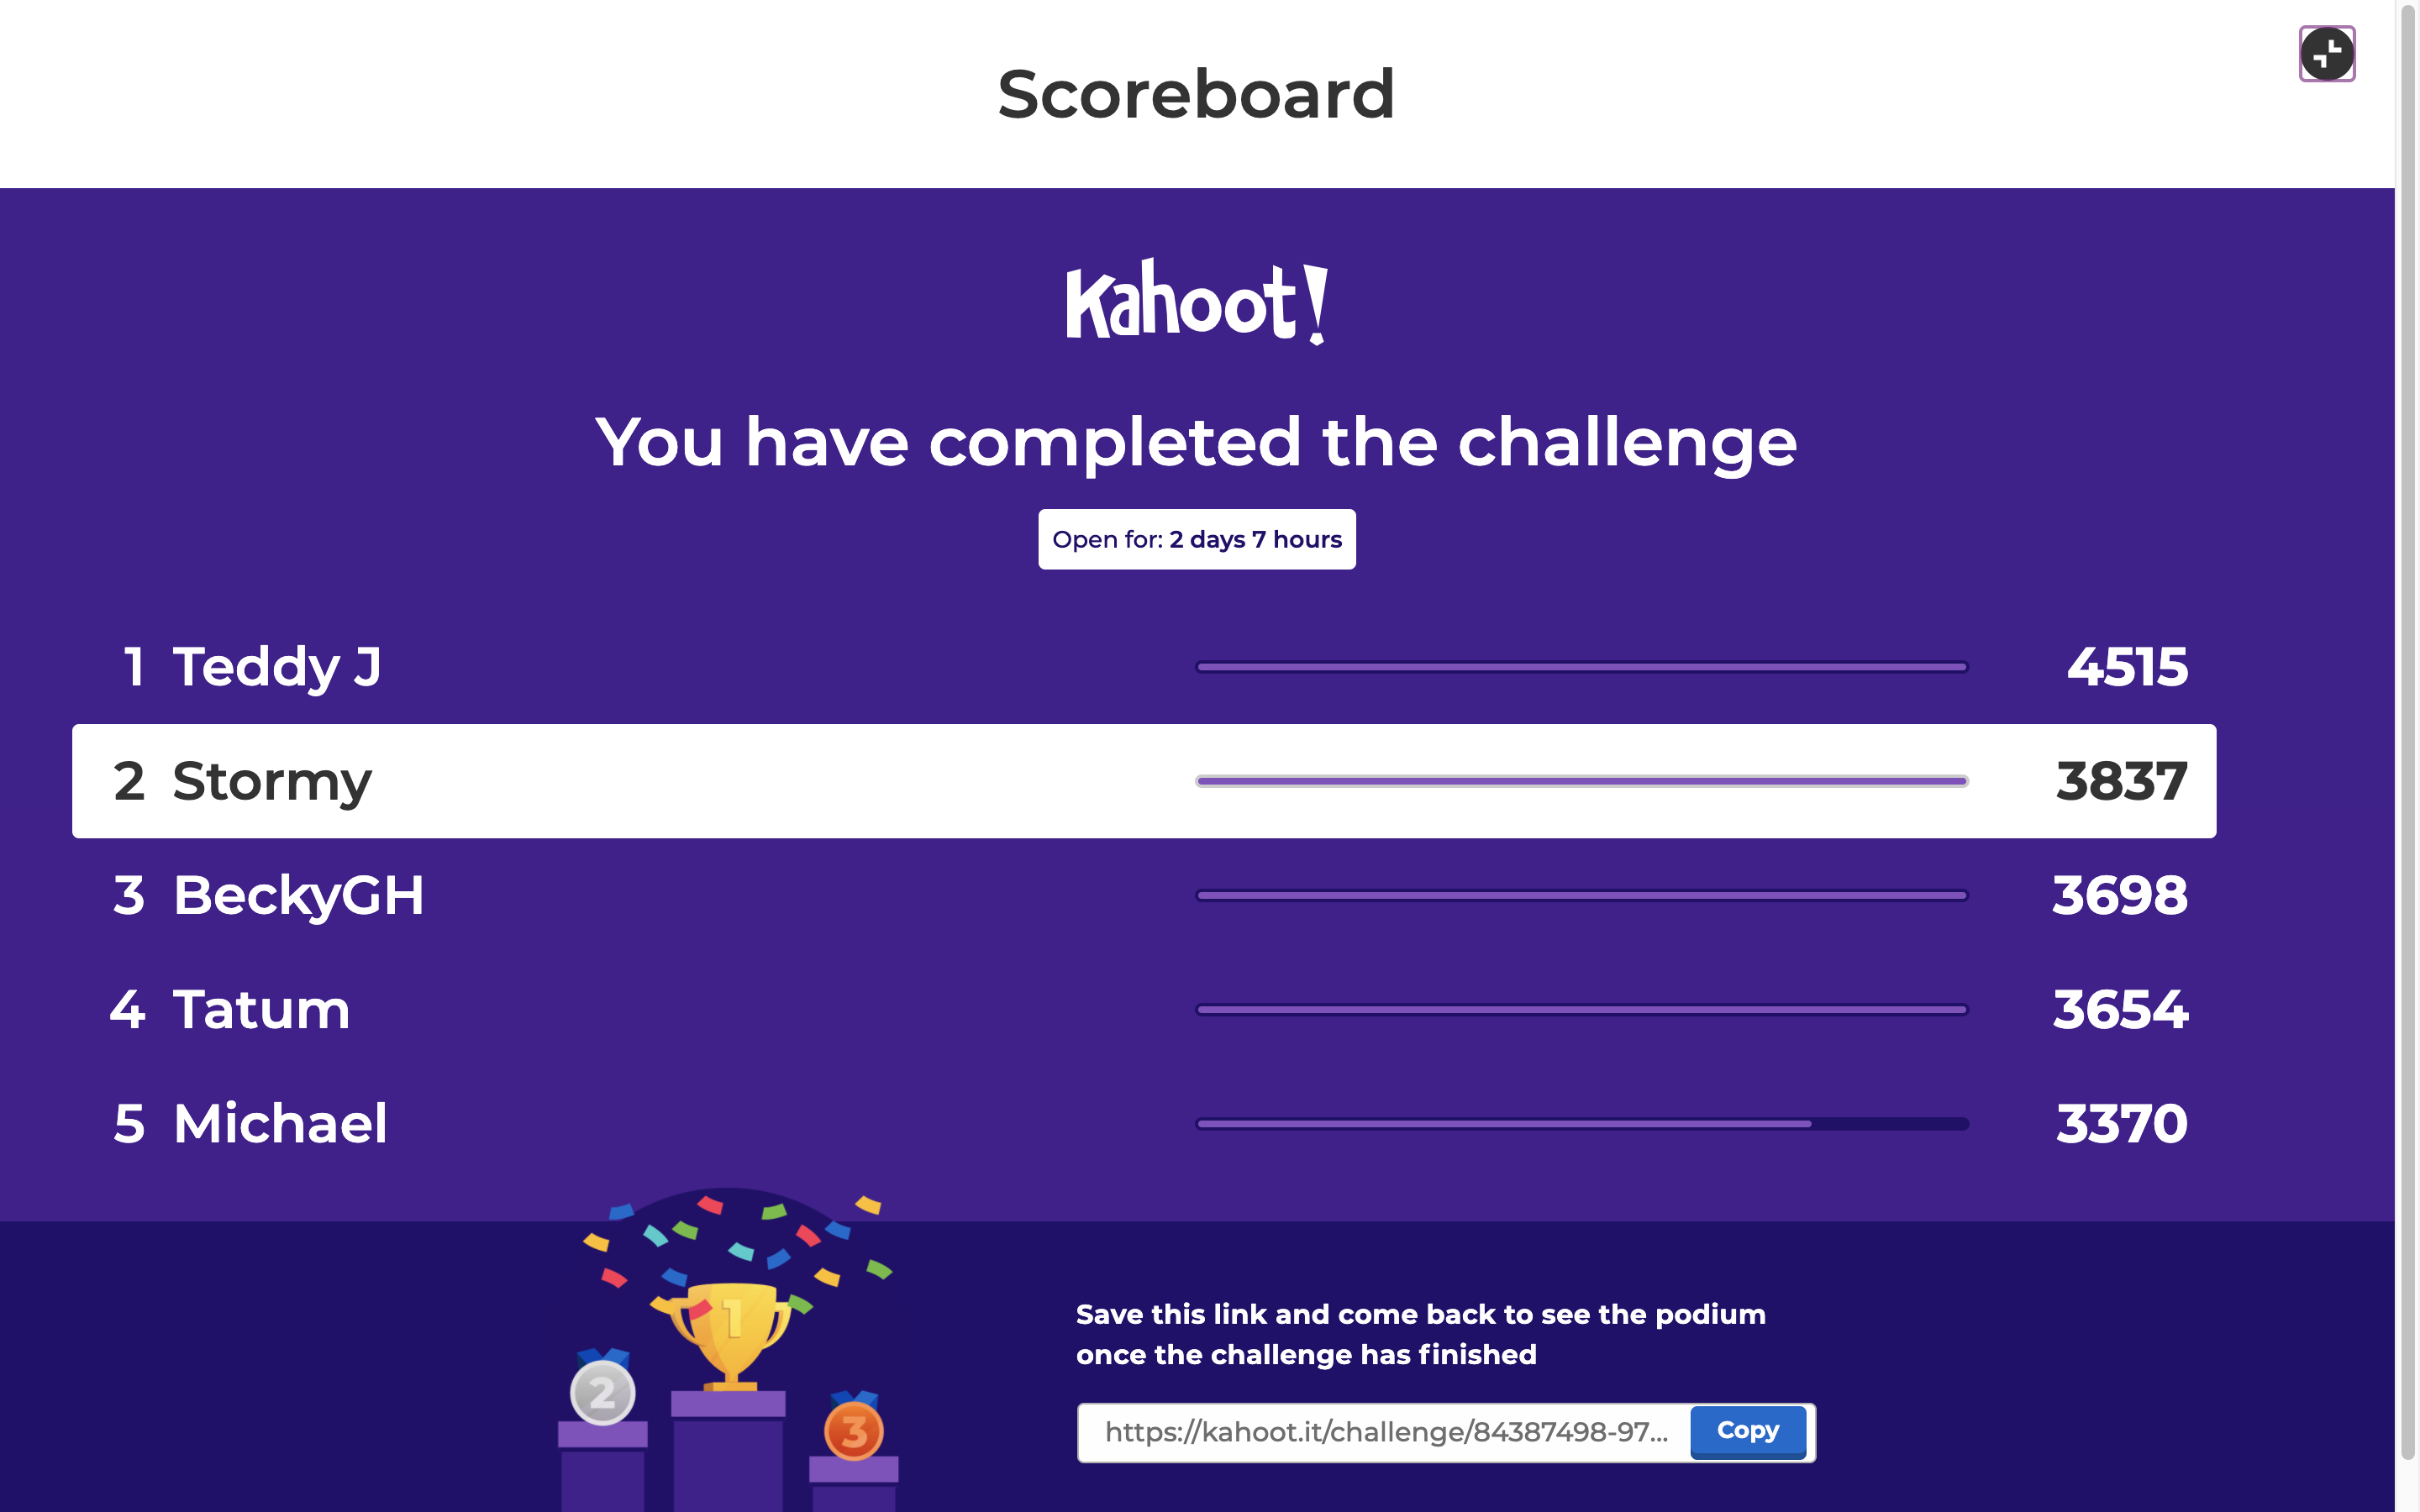 Scoreboard
Kahoot!
You have completed the challenge
Open for: 2 days 7 hours
1 Teddy J 4515
2 Stormy 3837
3 BeckyGH 3698
4 Tatum 3654
5 Michael 3370
1
2
3
Save this link and come back to see the podium
once the challenge has finished
https://kahoot.it/challenge/84387498-97... Copy